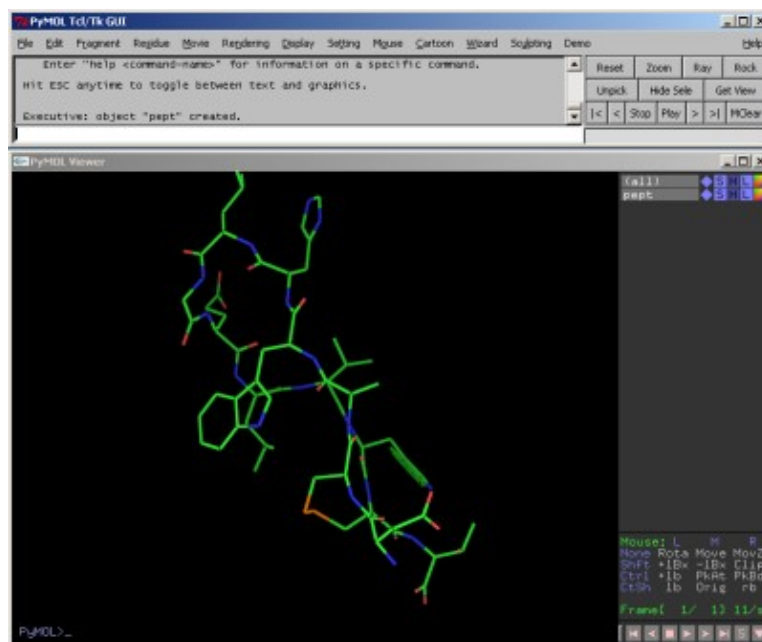 PyMOL Tcl/Tk GUI
File Edit Fragment Residue Movie Rendering Display Setting Mouse Cartoon Wizard Sculpting Demo Help
Enter "help <command-name>" for information on a specific command.
Hit ESC anytime to toggle between text and graphics.
Executive: object "pept" created.
Reset Zoom Ray Rock
Unpick Hide Sele Get View
|< < Stop Play > >| MClear
PyMOL Viewer
(all) S H L
pept S H L
Mouse: L M R
None Rota Move MovZ
Shft +lBx -lBx Clip
Ctrl +lb PkAt PkBd
CtSh lb Orig rb
Frame[ 1/ 1] 11/s
PyMOL>_
S